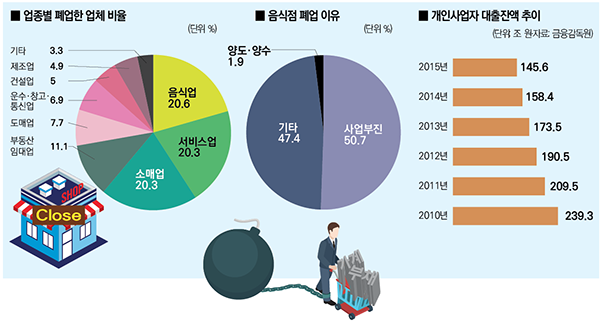 ■ 업종별 폐업한 업체 비율
(단위 %)
기타 3.3
제조업 4.9
건설업 5
운수·창고·
통신업 6.9
도매업 7.7
부동산
임대업 11.1
음식업
20.6
서비스업
20.3
소매업
20.3
SHOP
Close
■ 음식점 폐업 이유
(단위 %)
양도·양수
1.9
기타
47.4
사업부진
50.7
■ 개인사업자 대출잔액 추이
(단위: 조 원·자료: 금융감독원)
2015년 145.6
2014년 158.4
2013년 173.5
2012년 190.5
2011년 209.5
2010년 239.3
부채